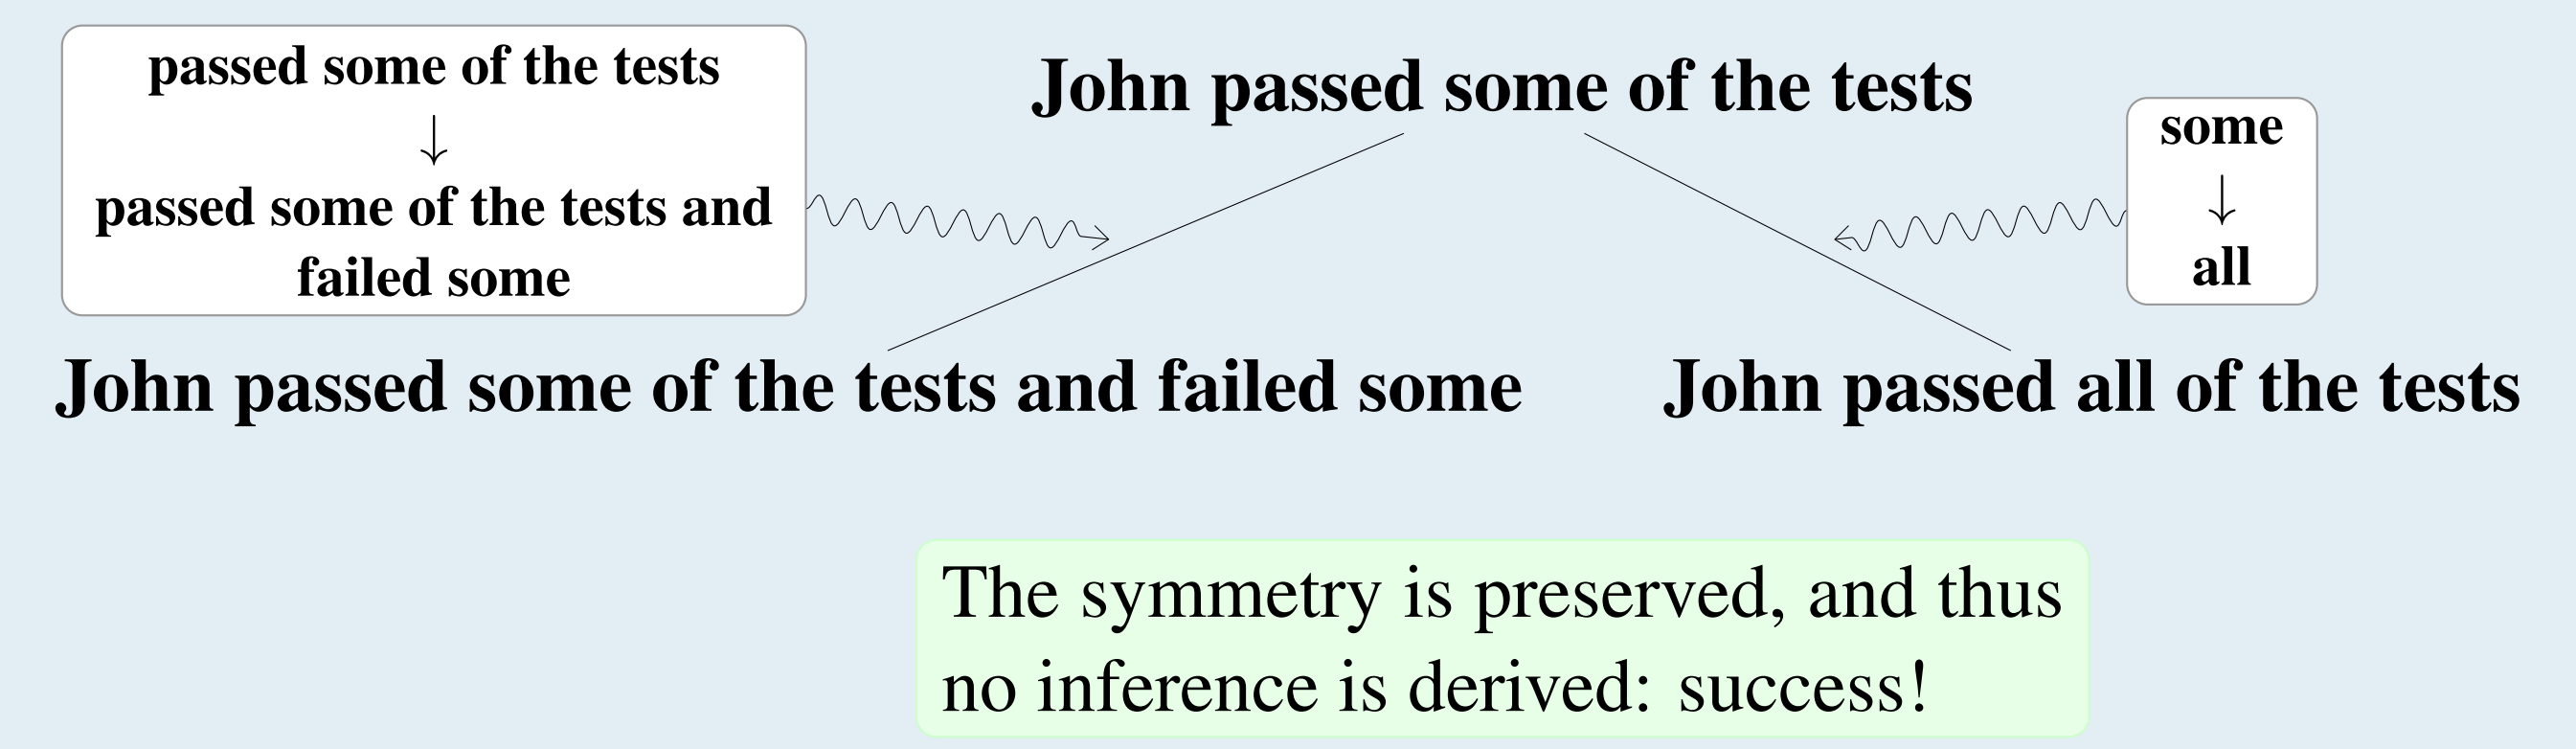 passed some of the tests
↓
passed some of the tests and
failed some
John passed some of the tests
some
↓
all
John passed some of the tests and failed some
John passed all of the tests
The symmetry is preserved, and thus
no inference is derived: success!